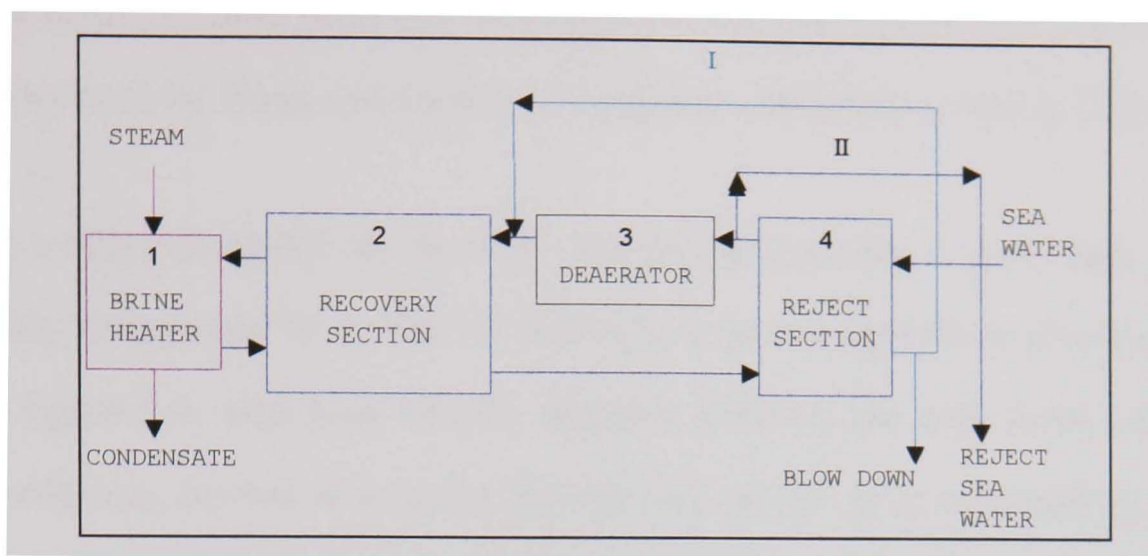 I
STEAM
II
1
BRINE
HEATER
2
RECOVERY
SECTION
3
DEAERATOR
4
REJECT
SECTION
SEA
WATER
CONDENSATE
BLOW DOWN
REJECT
SEA
WATER